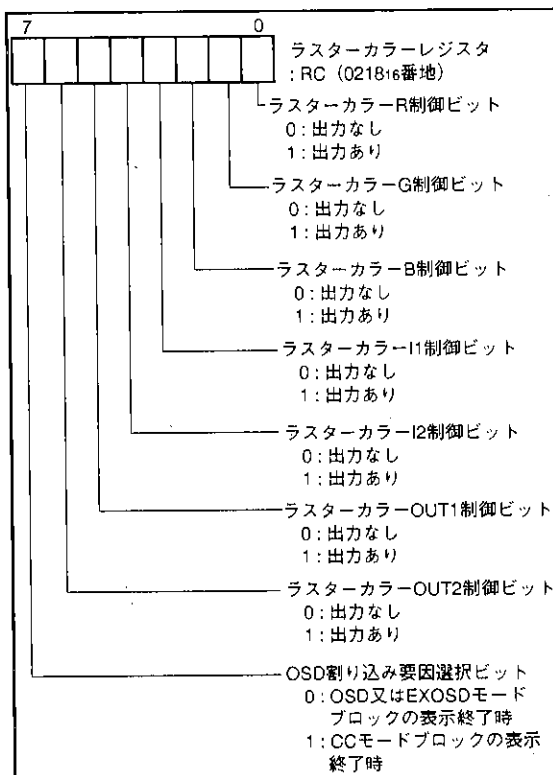 7 0
ラスターカラーレジスタ
: RC (0218₁₆番地)
ラスターカラーR制御ビット
0:出力なし
1:出力あり
ラスターカラーG制御ビット
0:出力なし
1:出力あり
ラスターカラーB制御ビット
0:出力なし
1:出力あり
ラスターカラーI1制御ビット
0:出力なし
1:出力あり
ラスターカラーI2制御ビット
0:出力なし
1:出力あり
ラスターカラーOUT1制御ビット
0:出力なし
1:出力あり
ラスターカラーOUT2制御ビット
0:出力なし
1:出力あり
OSD割り込み要因選択ビット
0:OSD又はEXOSDモード
ブロックの表示終了時
1:CCモードブロックの表示
終了時